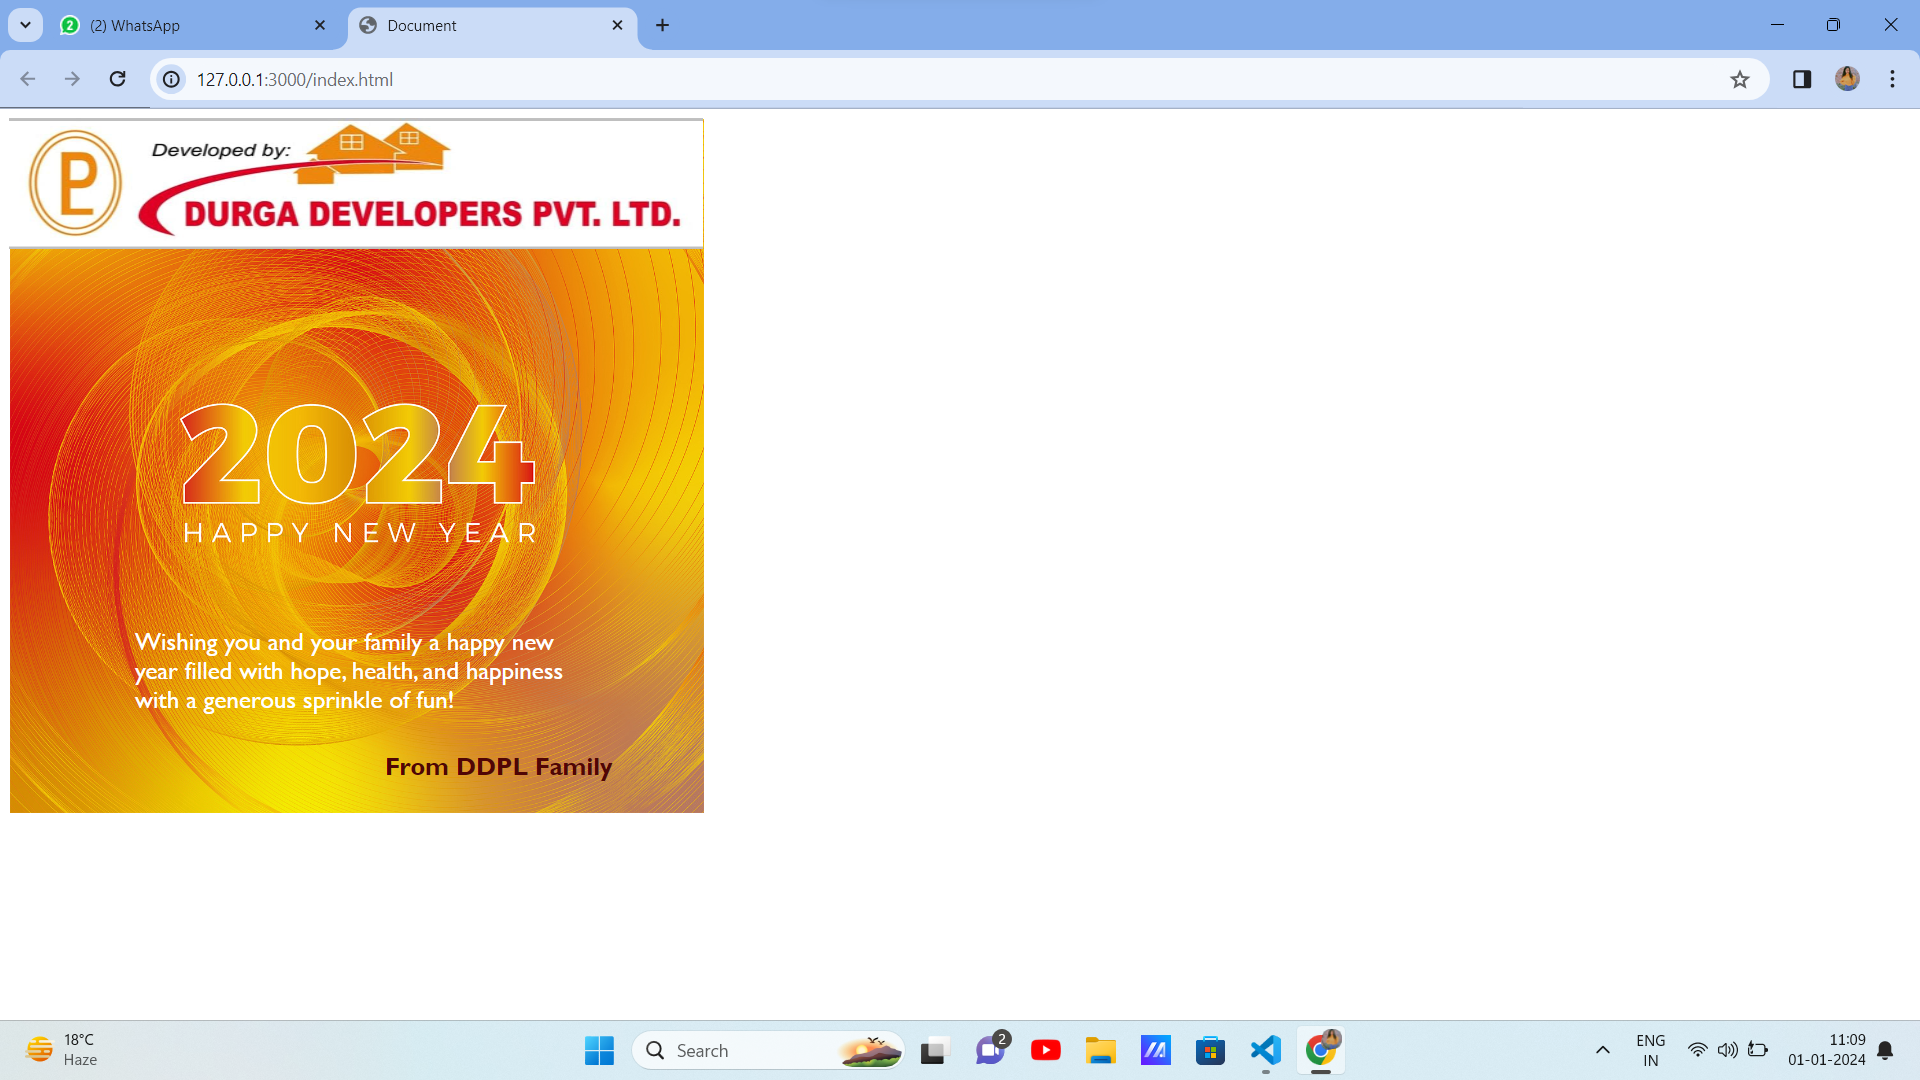 (2) WhatsApp
Document
127.0.0.1:3000/index.html
Developed by:
P
DURGA DEVELOPERS PVT. LTD.
2024
HAPPY NEW YEAR
Wishing you and your family a happy new
year filled with hope, health, and happiness
with a generous sprinkle of fun!
From DDPL Family
18°C
Haze
Search
2
ENG
IN
11:09
01-01-2024